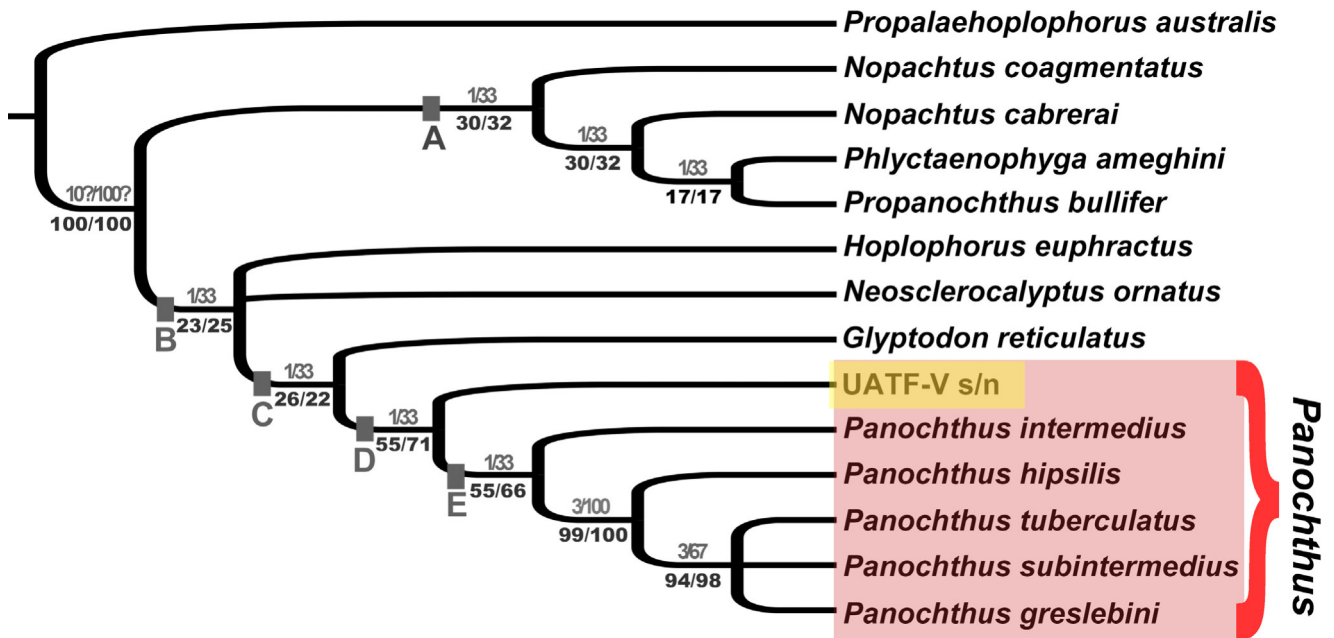 Propalaehoplophorus australis
Nopachtus coagmentatus
1/33
A
30/32
Nopachtus cabrerai
1/33
30/32
Phlyctaenophyga ameghini
1/33
17/17
Propanochthus bullifer
10?/100?
100/100
Hoplophorus euphractus
Neosclerocalyptus ornatus
1/33
B
23/25
Glyptodon reticulatus
1/33
C
26/22
UATF-V s/n
Panochthus intermedius
1/33
D
55/71
Panochthus hipsilis
1/33
E
55/66
Panochthus tuberculatus
3/100
99/100
Panochthus subintermedius
3/67
94/98
Panochthus greslebini
Panochthus